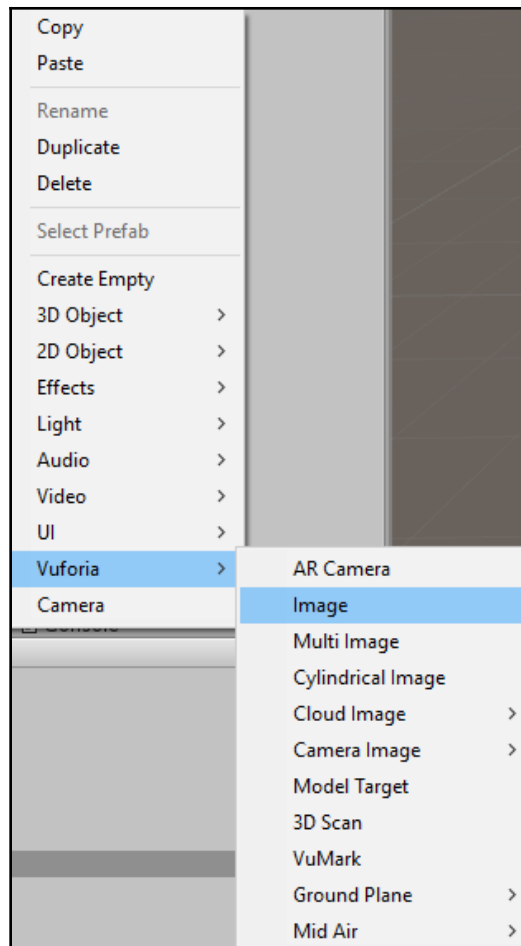 Copy
Paste
Rename
Duplicate
Delete
Select Prefab
Create Empty
3D Object
2D Object
Effects
Light
Audio
Video
UI
Vuforia
Camera
Console
AR Camera
Image
Multi Image
Cylindrical Image
Cloud Image
Camera Image
Model Target
3D Scan
VuMark
Ground Plane
Mid Air